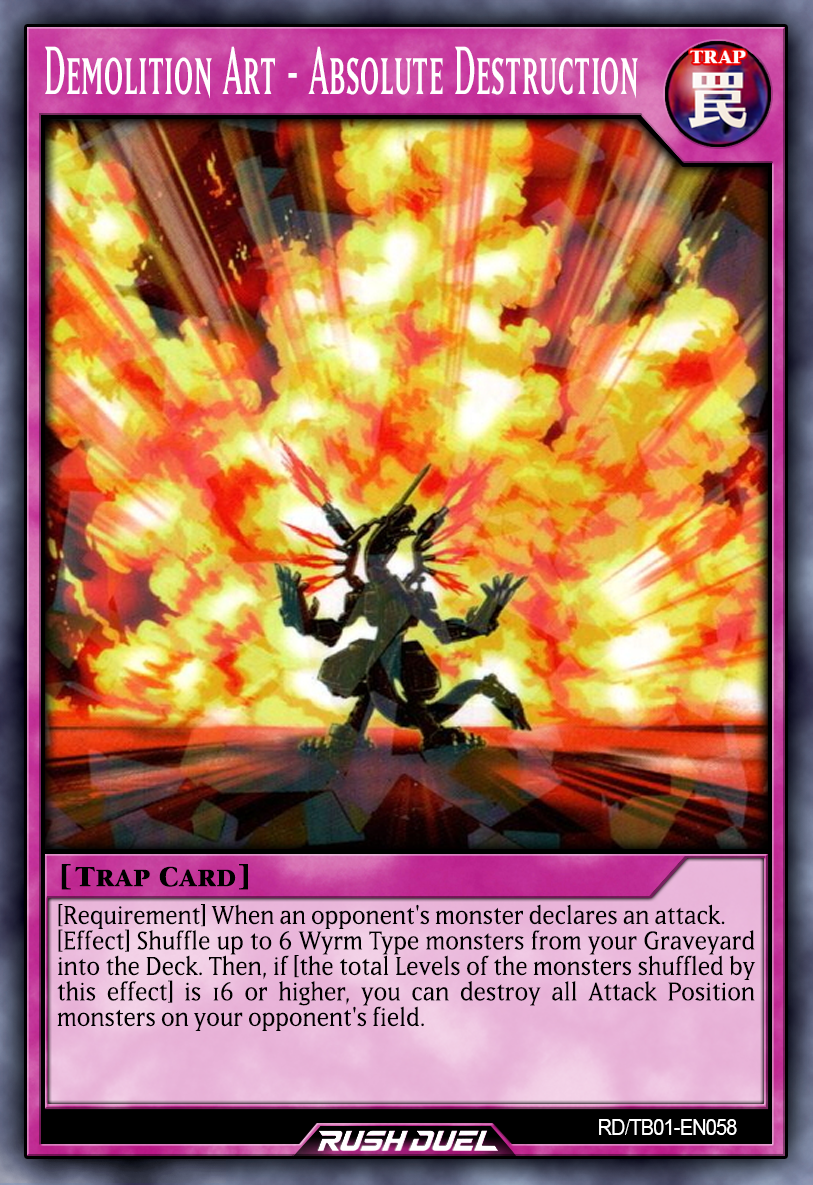 Demolition Art - Absolute Destruction
TRAP
罠
[Trap Card]
[Requirement] When an opponent's monster declares an attack.
[Effect] Shuffle up to 6 Wyrm Type monsters from your Graveyard
into the Deck. Then, if [the total Levels of the monsters shuffled by
this effect] is 16 or higher, you can destroy all Attack Position
monsters on your opponent's field.
RD/TB01-EN058
RUSH DUEL